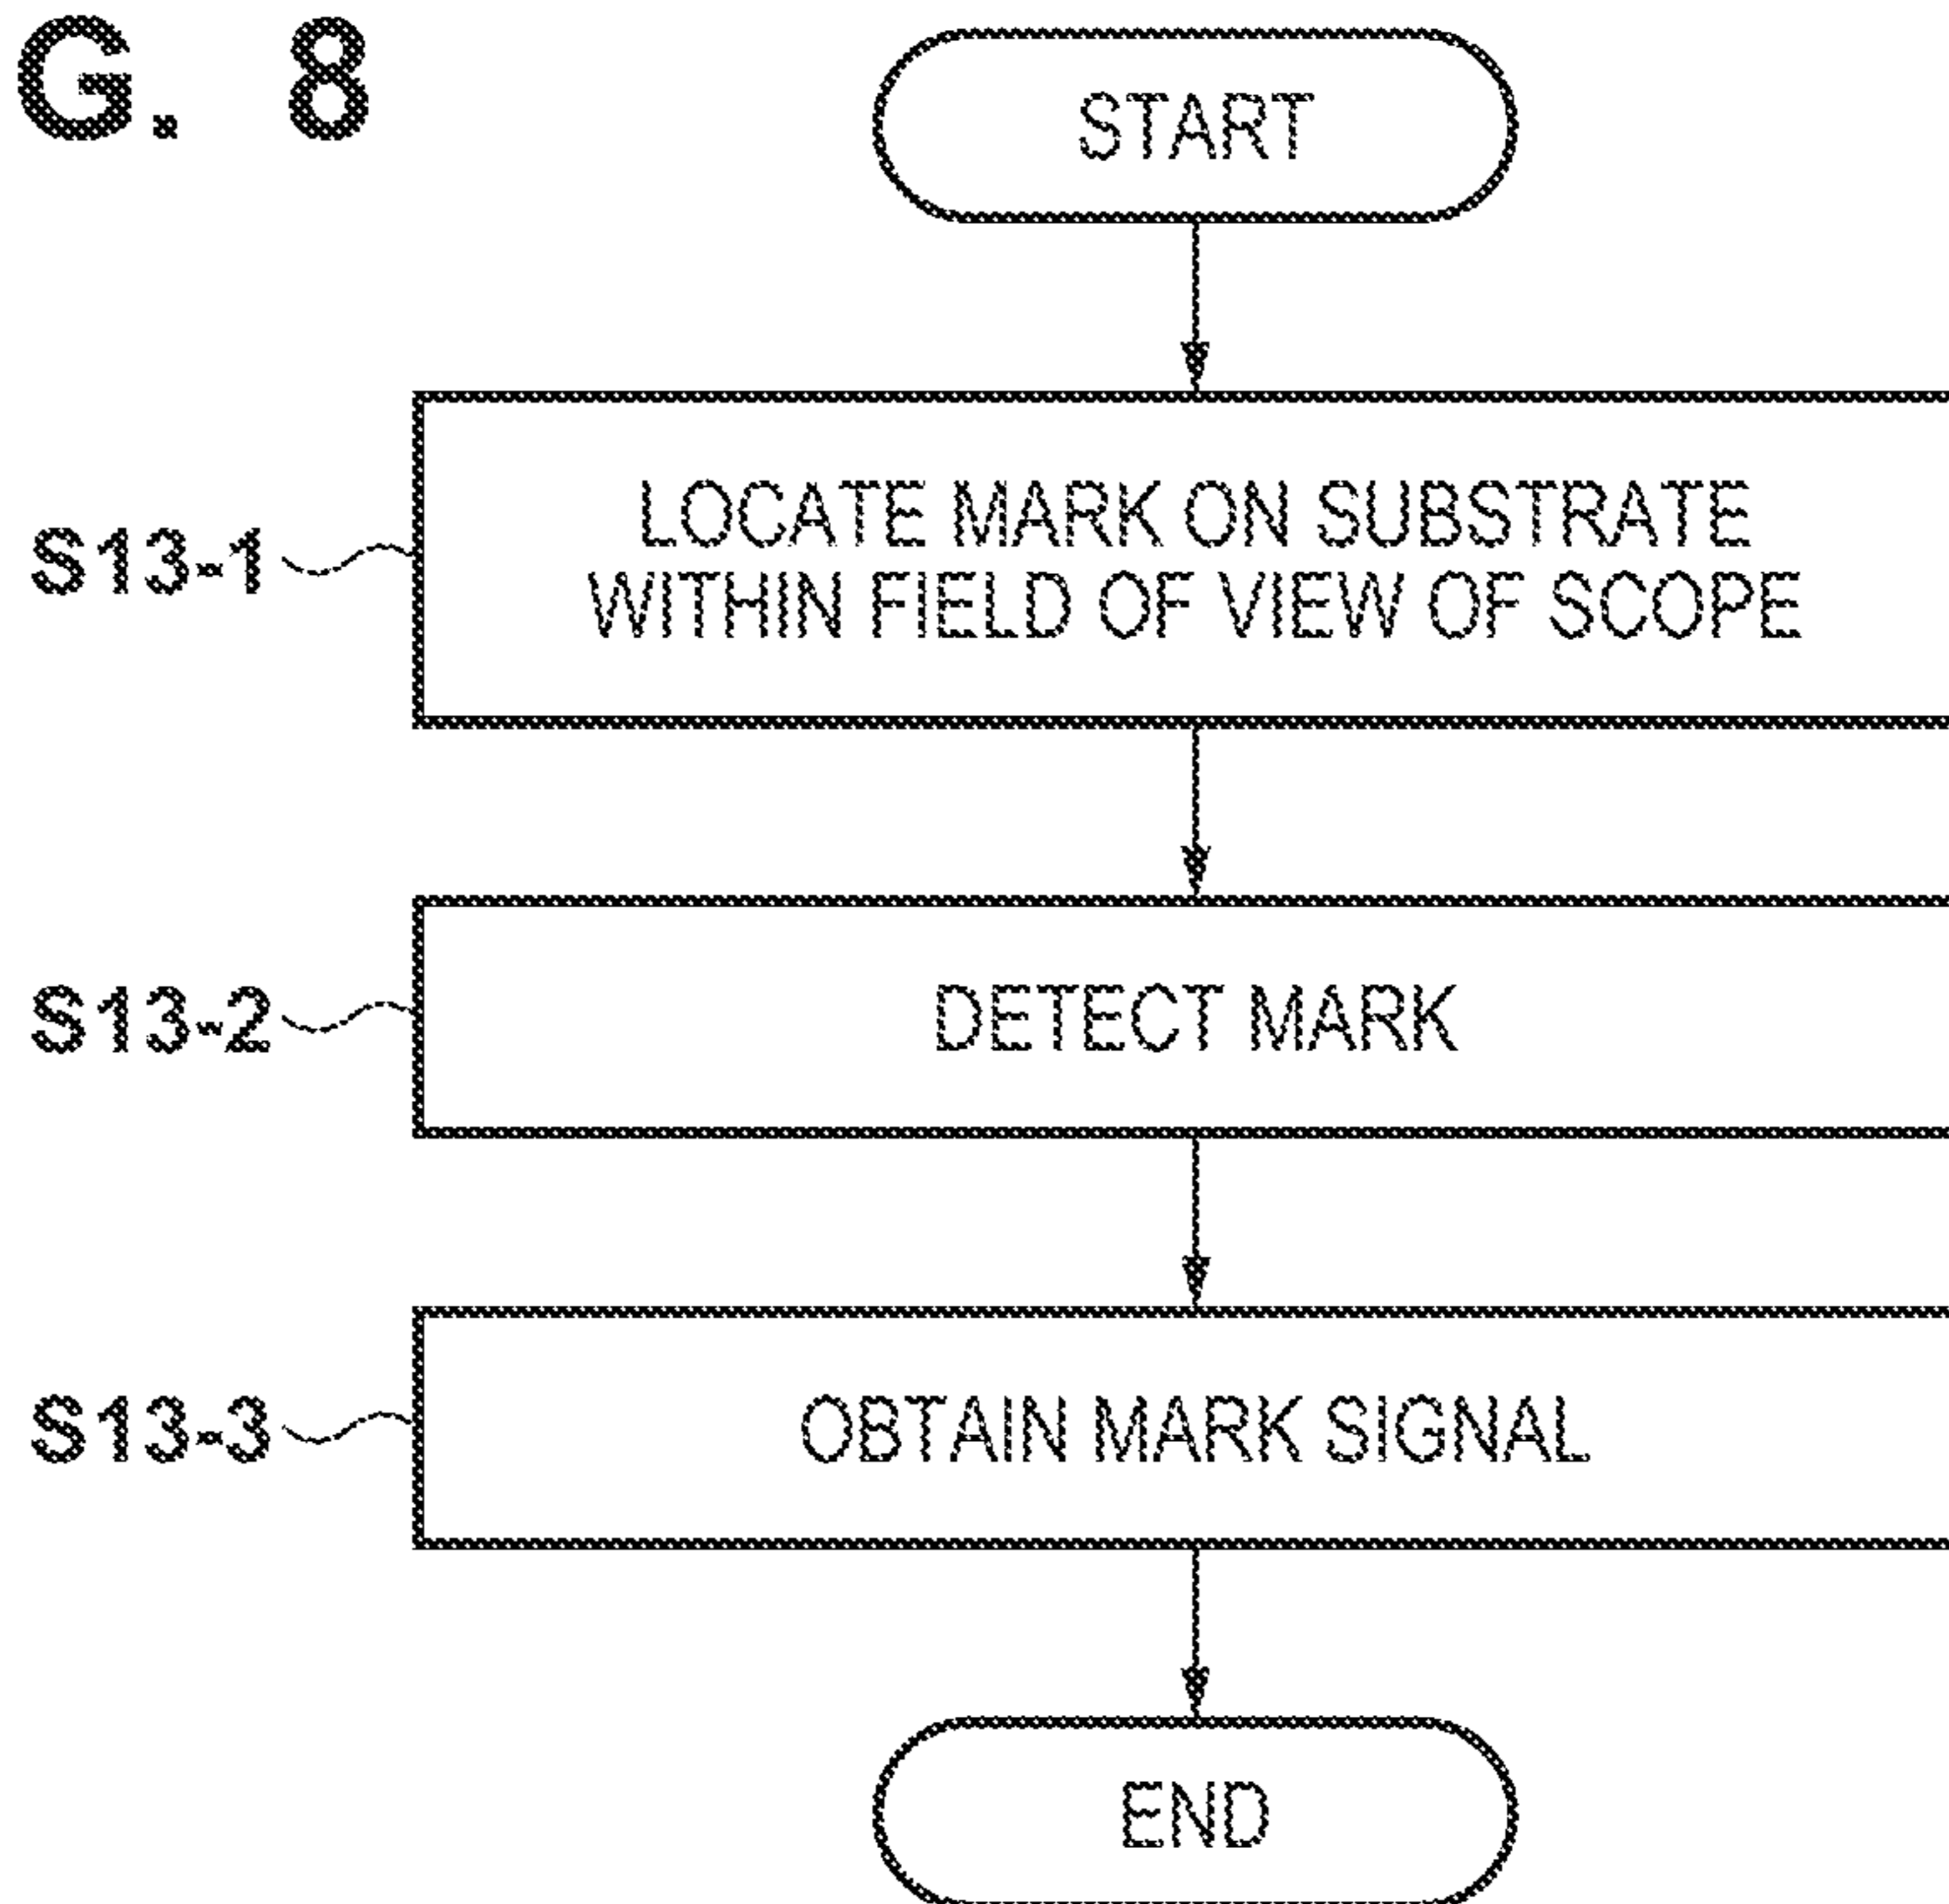 G. 8
START
S13-1
LOCATE MARK ON SUBSTRATE
WITHIN FIELD OF VIEW OF SCOPE
S13-2
DETECT MARK
S13-3
OBTAIN MARK SIGNAL
END